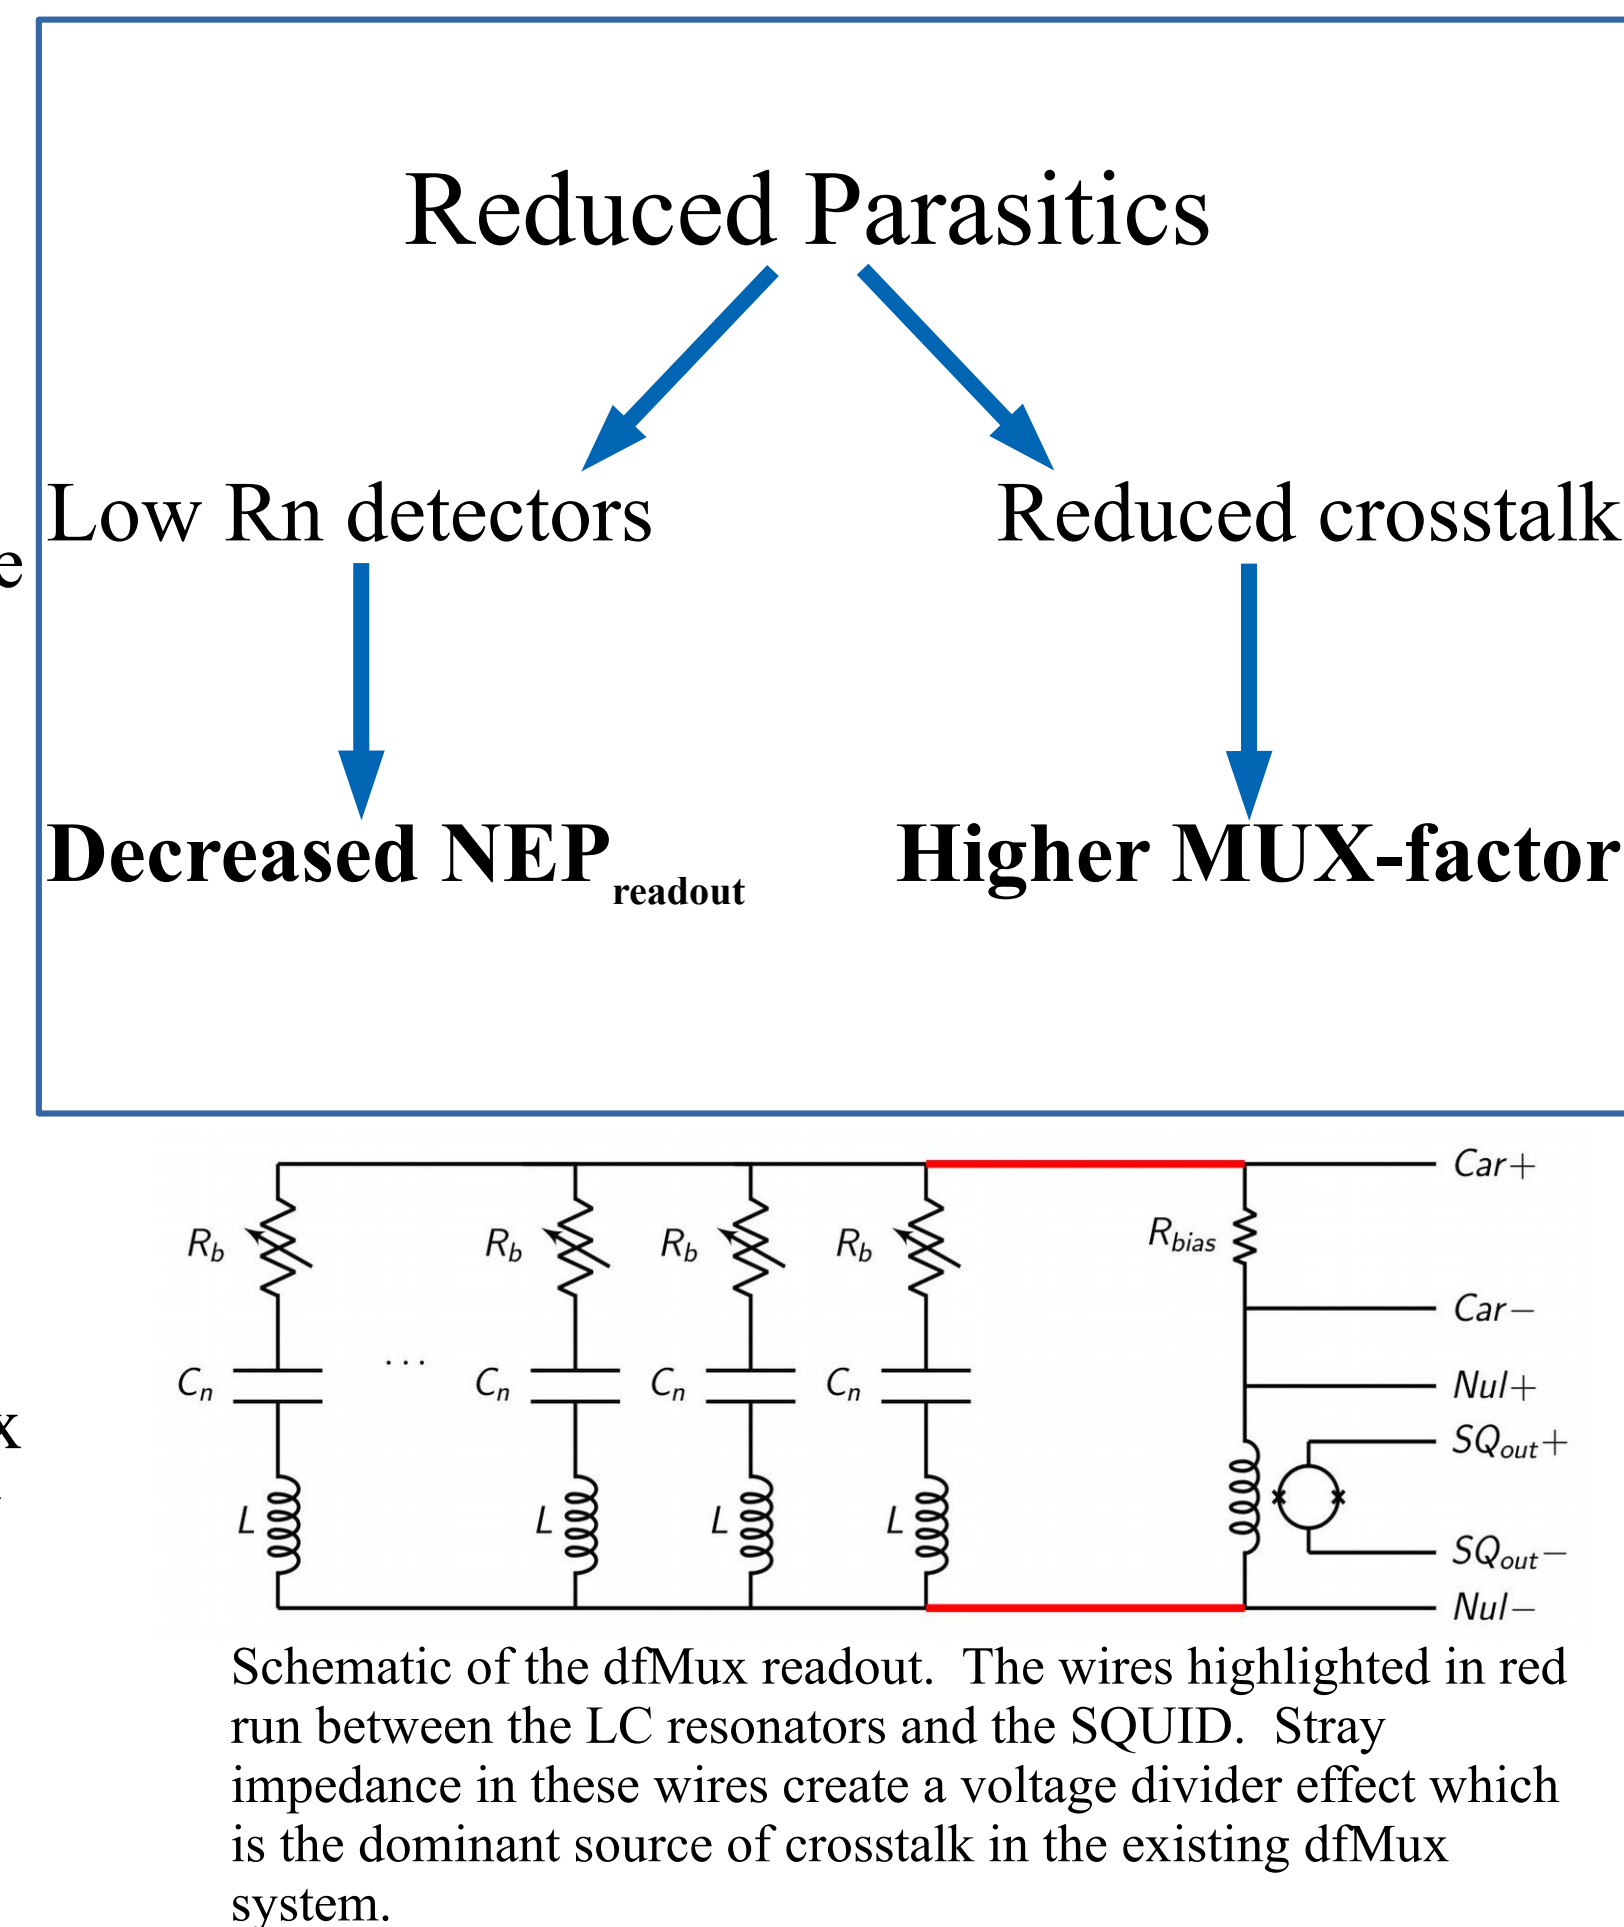 Reduced Parasitics
Low Rn detectors
Reduced crosstalk
e
Decreased NEPreadout
Higher MUX-factor
Car+
Rb
Rb
Rb
Rb
Rbias
Car−
Cn
...
Cn
Cn
Cn
Nul+
x
SQout+
L
L
L
L
SQout−
Nul−
Schematic of the dfMux readout.  The wires highlighted in red
run between the LC resonators and the SQUID.  Stray
impedance in these wires create a voltage divider effect which
is the dominant source of crosstalk in the existing dfMux
system.